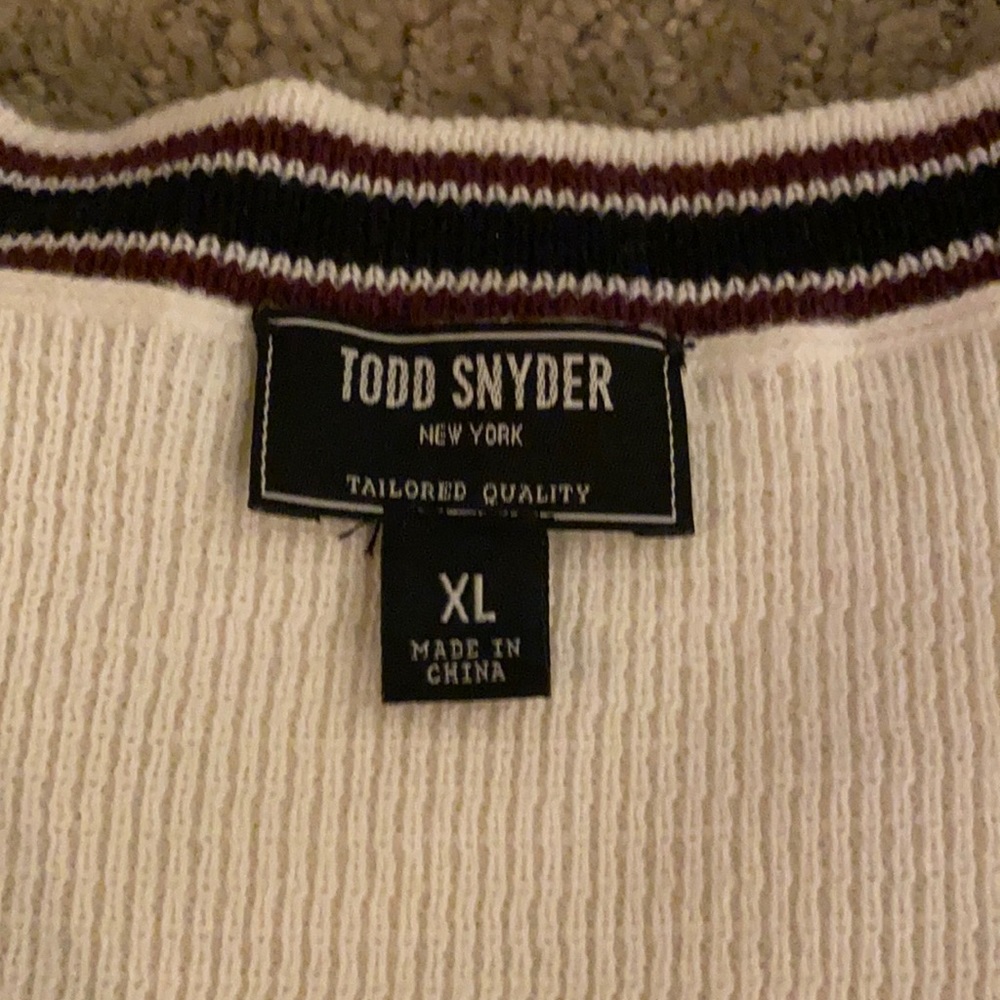 TODD SNYDER
NEW YORK
TAILORED QUALITY
XL
MADE IN
CHINA